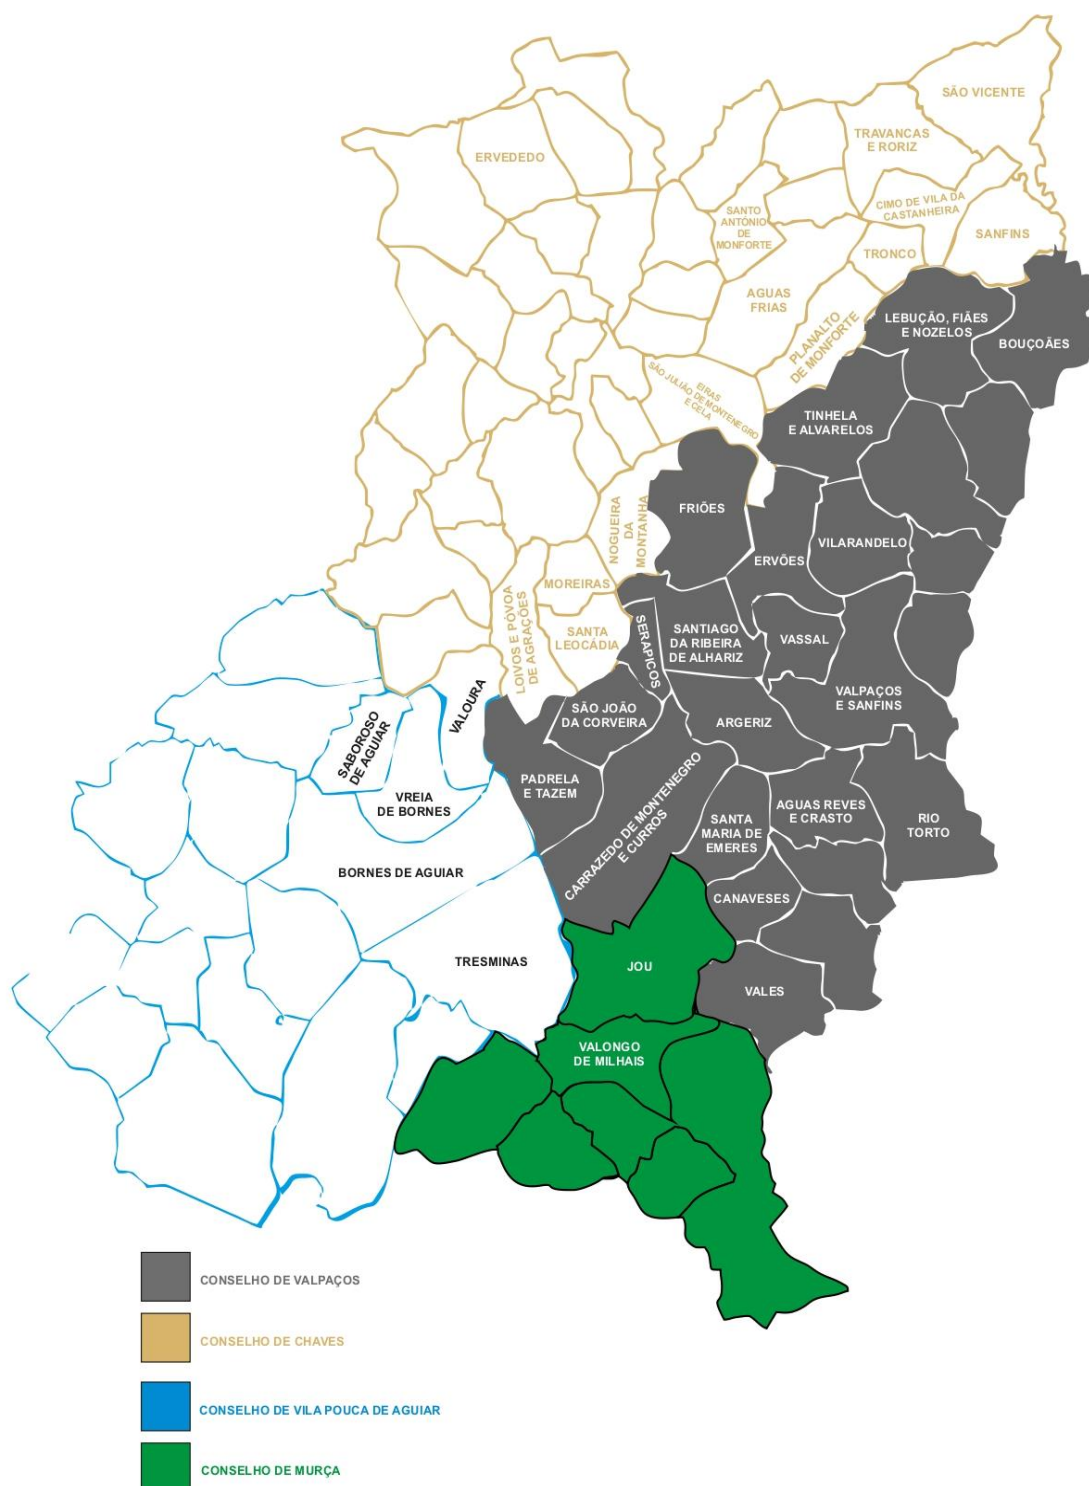 SÃO VICENTE
TRAVANCAS
E RORIZ
ERVEDEDO
CIMO DE VILA DA
CASTANHEIRA
SANTO
ANTÓNIO
DE
MONFORTE
SANFINS
TRONCO
AGUAS
FRIAS
PLANALTO
DE MONFORTE
LEBUÇÃO, FIÃES
E NOZELOS
BOUÇOÃES
EIRAS
SÃO JULIÃO DE MONTENEGRO
E CELA
TINHELA
E ALVARELOS
NOGUEIRA
DA
MONTANHA
FRIÕES
VILARANDELO
ERVÕES
MOREIRAS
LOIVOS E PÓVOA
DE AGRAÇÕES
SANTA
LEOCÁDIA
SERAPICOS
SANTIAGO
DA RIBEIRA
DE ALHARIZ
VASSAL
VALPAÇOS
E SANFINS
VALOURA
SÃO JOÃO
DA CORVEIRA
ARGERIZ
SABOROSO
DE AGUIAR
PADRELA
E TAZEM
VREIA
DE BORNES
CARRAZEDO DE MONTENEGRO
E CURROS
SANTA
MARIA DE
EMERES
AGUAS REVES
E CRASTO
RIO
TORTO
BORNES DE AGUIAR
CANAVESES
TRESMINAS
JOU
VALES
VALONGO
DE MILHAIS
CONSELHO DE VALPAÇOS
CONSELHO DE CHAVES
CONSELHO DE VILA POUCA DE AGUIAR
CONSELHO DE MURÇA